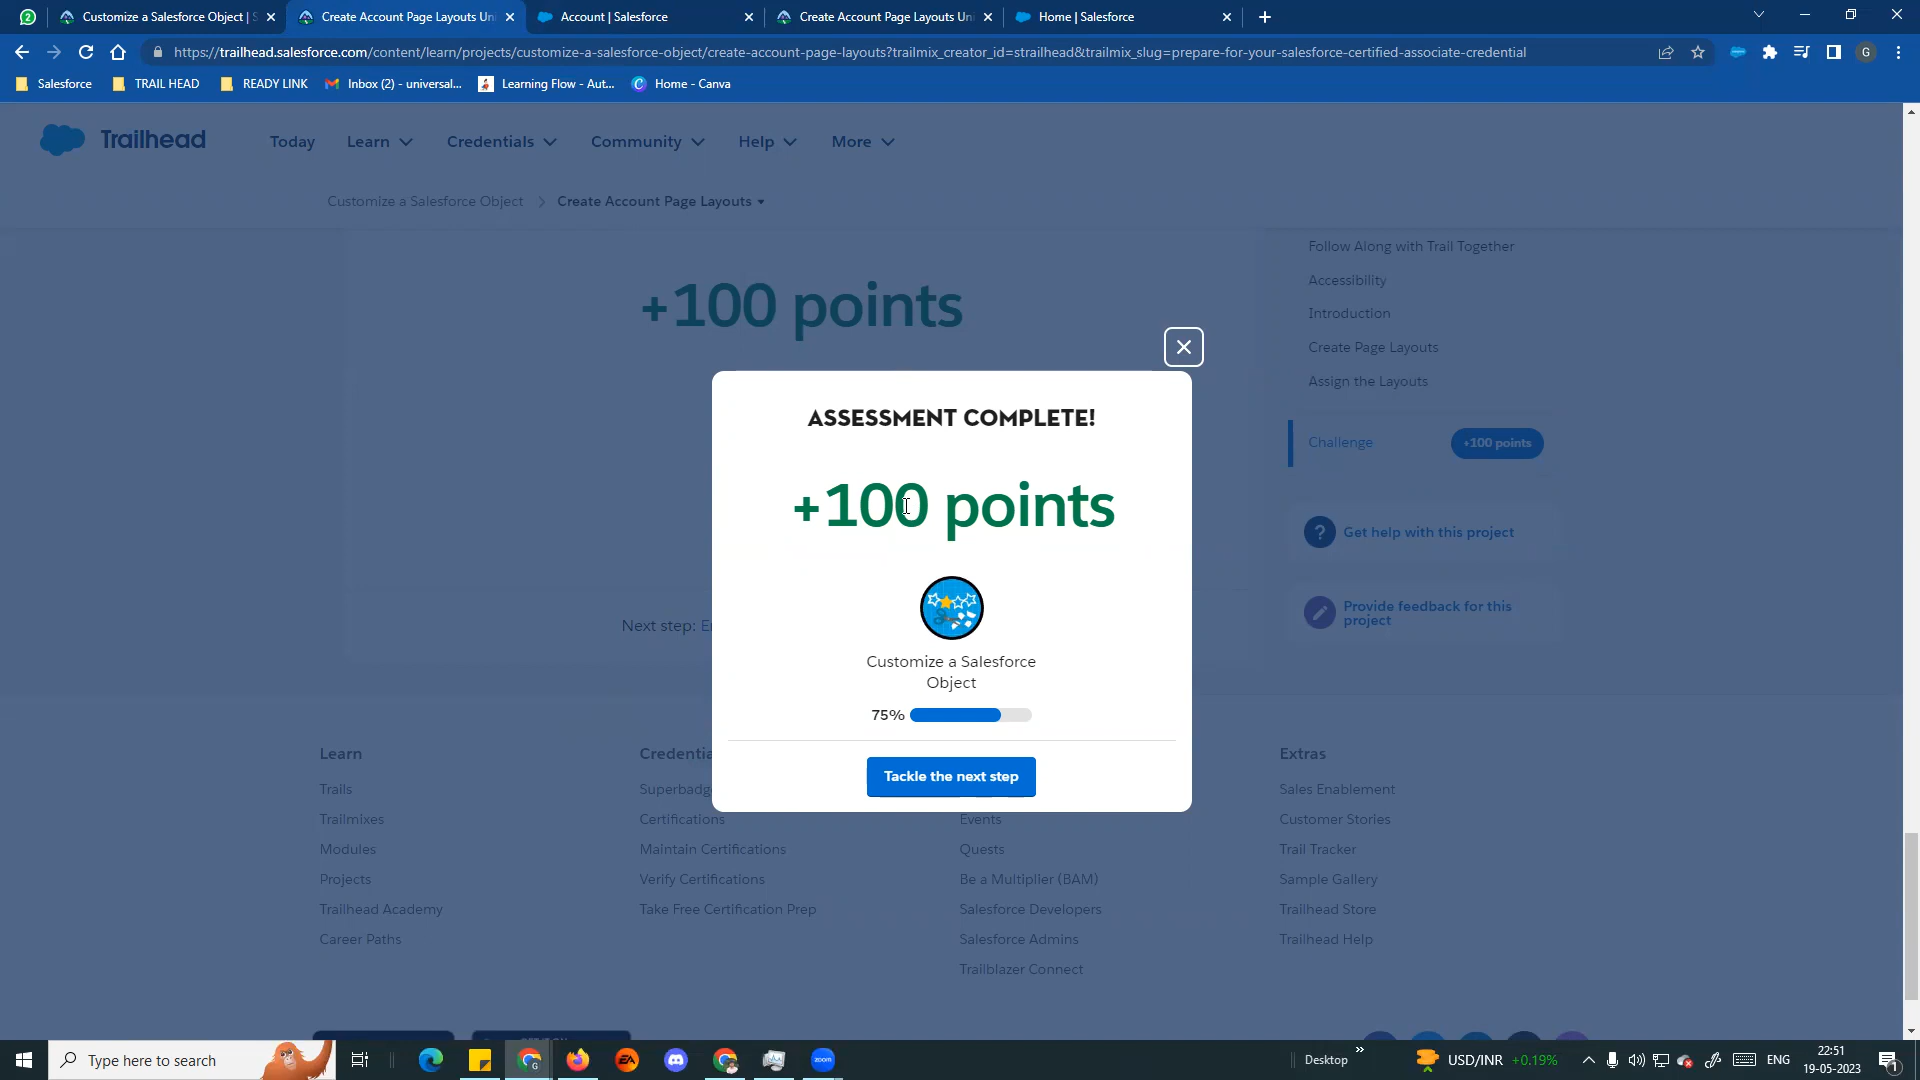 Customize a Salesforce Object | S
Create Account Page Layouts Uni
Account | Salesforce
Create Account Page Layouts Uni
Home | Salesforce
https://trailhead.salesforce.com/content/learn/projects/customize-a-salesforce-object/create-account-page-layouts?trailmix_creator_id=strailhead&trailmix_slug=prepare-for-your-salesforce-certified-associate-credential
G
Salesforce
TRAIL HEAD
READY LINK
Inbox (2) - universal...
Learning Flow - Aut...
Home - Canva
Trailhead
Today
Learn
Credentials
Community
Help
More
Customize a Salesforce Object > Create Account Page Layouts
+100 points
Follow Along with Trail Together
Accessibility
Introduction
Create Page Layouts
Assign the Layouts
Challenge
+100 points
Get help with this project
Provide feedback for this
project
ASSESSMENT COMPLETE!
+100 points
Customize a Salesforce
Object
75%
Tackle the next step
Next step:
Learn
Trails
Trailmixes
Modules
Projects
Trailhead Academy
Career Paths
Superbadg
Certifications
Maintain Certifications
Verify Certifications
Take Free Certification Prep
Events
Quests
Be a Multiplier (BAM)
Salesforce Developers
Salesforce Admins
Trailblazer Connect
Extras
Sales Enablement
Customer Stories
Trail Tracker
Sample Gallery
Trailhead Store
Trailhead Help
Type here to search
EA
zoom
Desktop
USD/INR +0.19%
ENG
22:51
19-05-2023
1